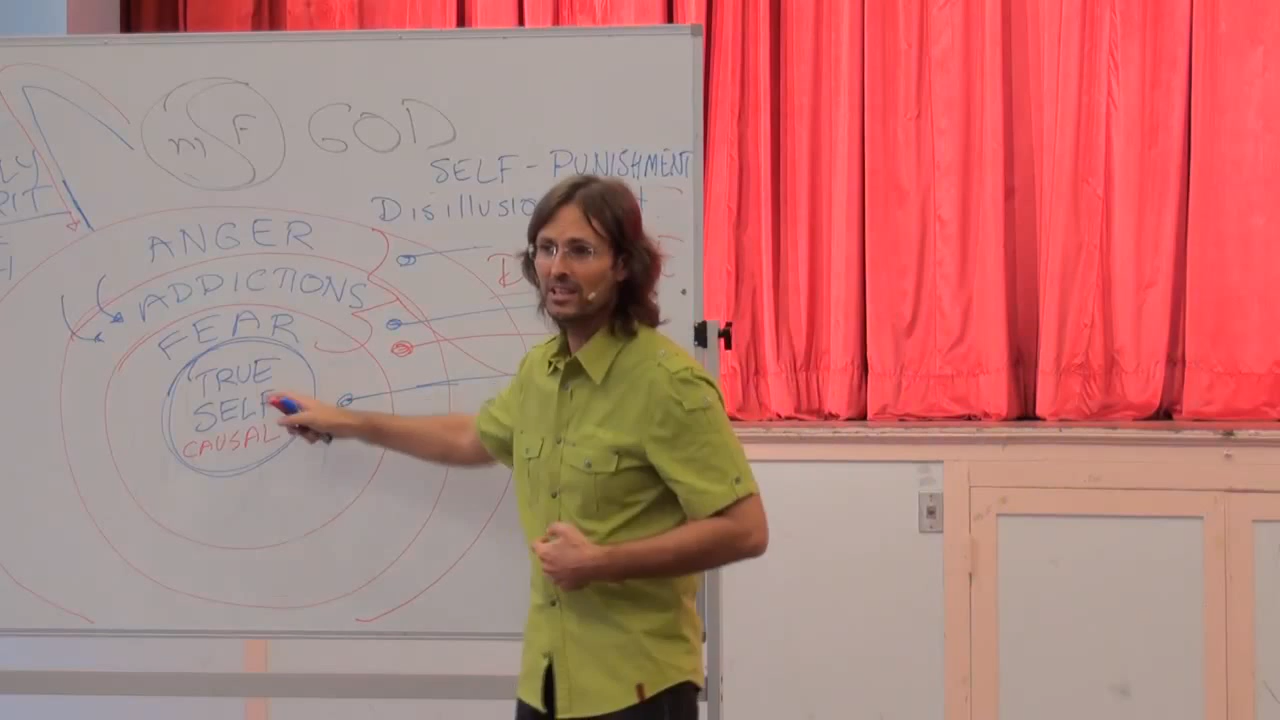 m F GOD
SELF - PUNISHMENT
ANGER
ADDICTIONS
FEAR
TRUE
SELF
CAUSAL